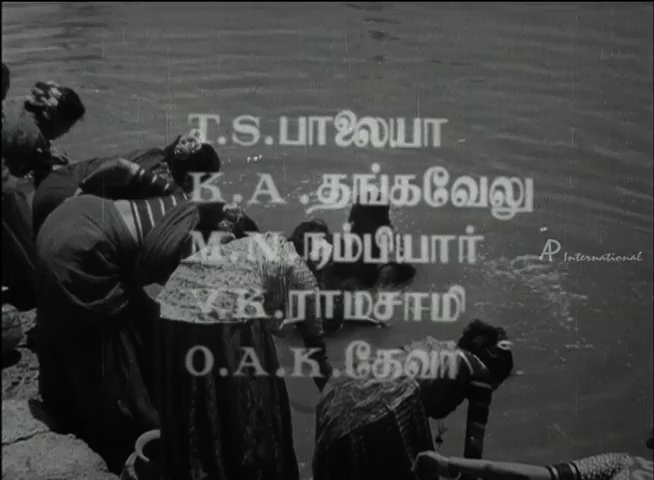 T.S.பாலையா
K.A.தங்கவேலு
M.N.நம்பியார்
AP International
V.K.ராமசாமி
O.A.K.தேவர்